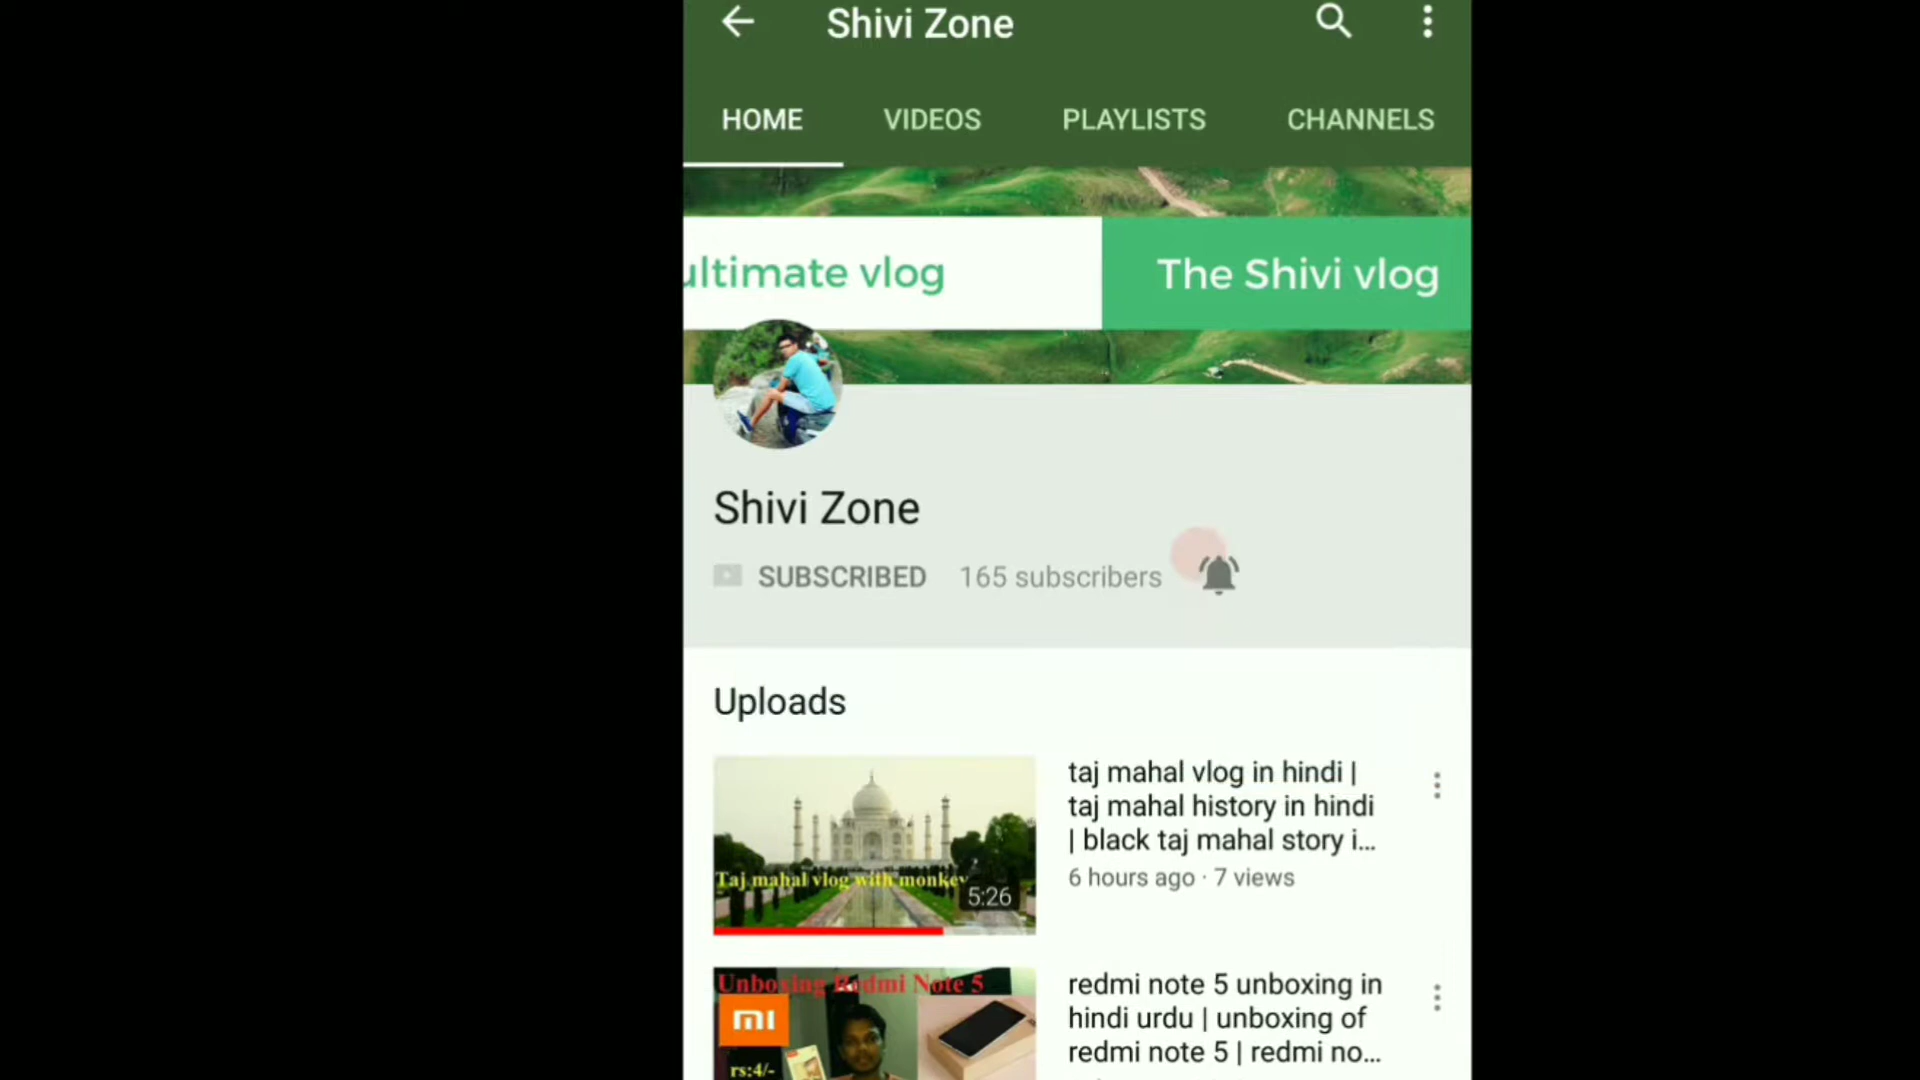 Shivi Zone
HOME VIDEOS PLAYLISTS CHANNELS
ultimate vlog
The Shivi vlog
Shivi Zone
SUBSCRIBED 165 subscribers
Uploads
Taj mahal vlog with monkey
5:26
taj mahal vlog in hindi |
taj mahal history in hindi
| black taj mahal story i...
6 hours ago · 7 views
Unboxing Redmi Note 5
mi
rs:4/-
redmi note 5 unboxing in
hindi urdu | unboxing of
redmi note 5 | redmi no...